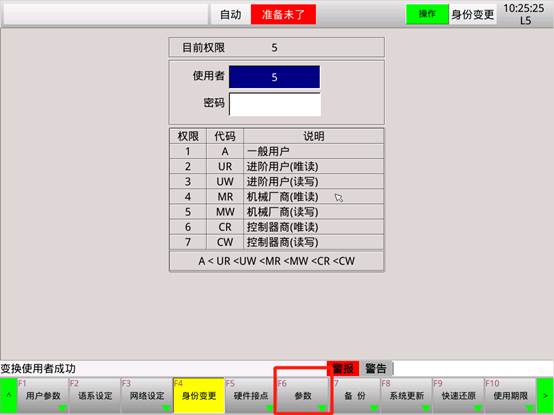 自动 准备未了 操作 身份变更 10:25:25
L5
目前权限 5
使用者 5
密码
权限 代码 说明
1 A 一般用户
2 UR 进阶用户(唯读)
3 UW 进阶用户(读写)
4 MR 机械厂商(唯读)
5 MW 机械厂商(读写)
6 CR 控制器商(唯读)
7 CW 控制器商(读写)
A < UR <UW <MR <MW <CR <CW
变换使用者成功 警报 警告
F1 F2 F3 F4 F5 F6 7 F8 F9 F10
^ 用户参数 语系设定 网络设定 身份变更 硬件接点 参数 备 份 系统更新 快速还原 使用期限 >